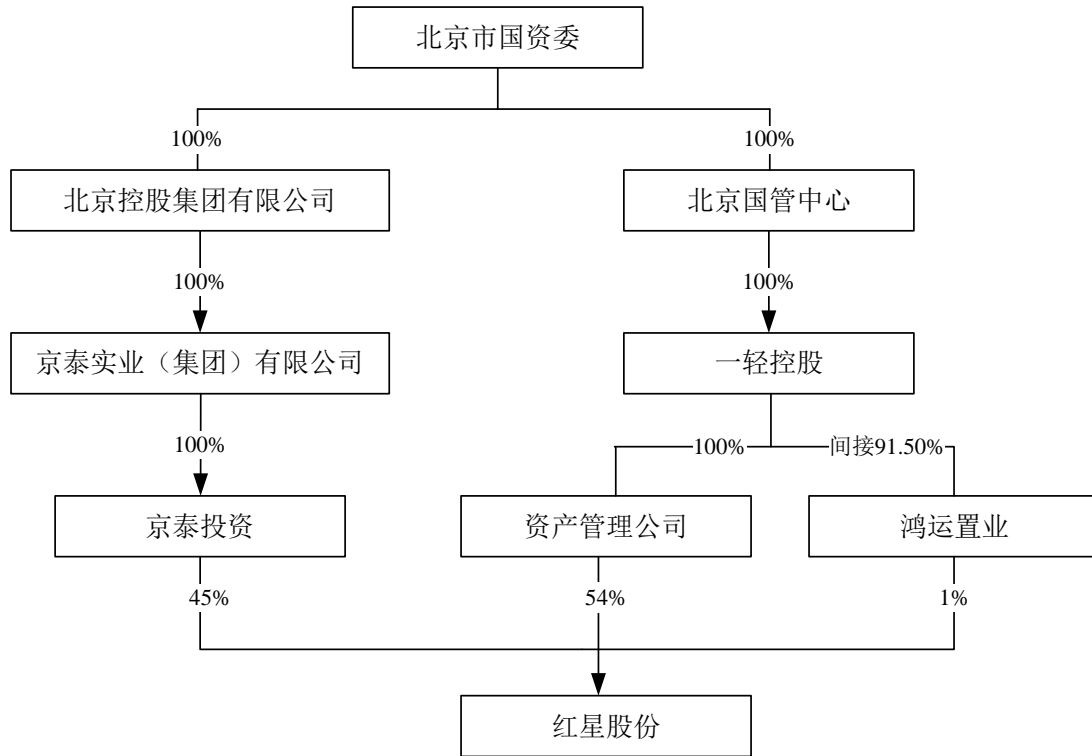 北京市国资委
100%
100%
北京控股集团有限公司
北京国管中心
100%
100%
京泰实业（集团）有限公司
一轻控股
100%
100%
间接91.50%
京泰投资
资产管理公司
鸿运置业
45%
54%
1%
红星股份